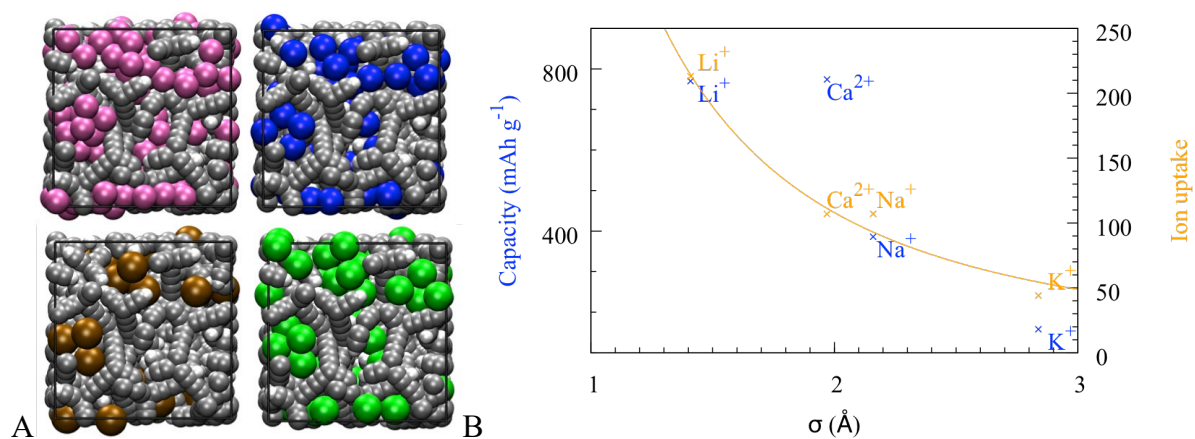 A
B
Capacity (mAh g-1)
800
400
Li+
Li+
Ca2+
Ca2+
Na+
Na+
K+
K+
250
200
150
100
50
0
Ion uptake
1
2
3
σ (Å)